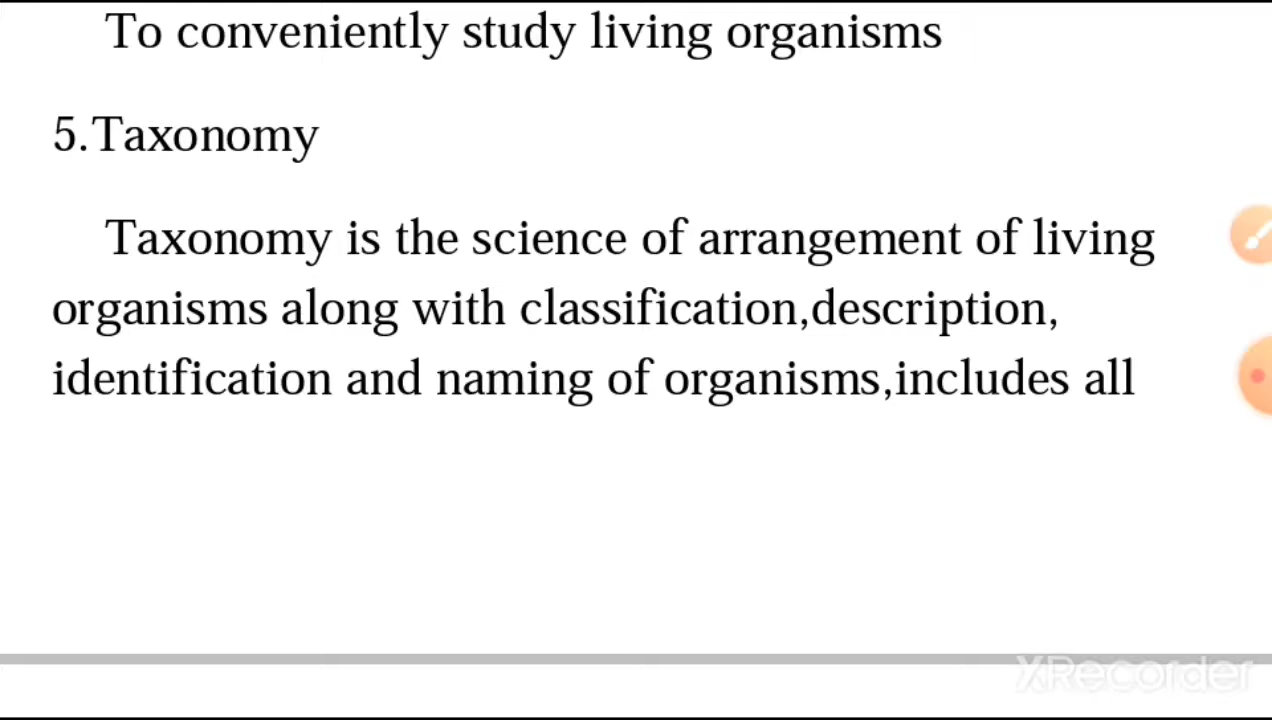 To conveniently study living organisms
5.Taxonomy
Taxonomy is the science of arrangement of living
organisms along with classification,description,
identification and naming of organisms,includes all
XRecorder